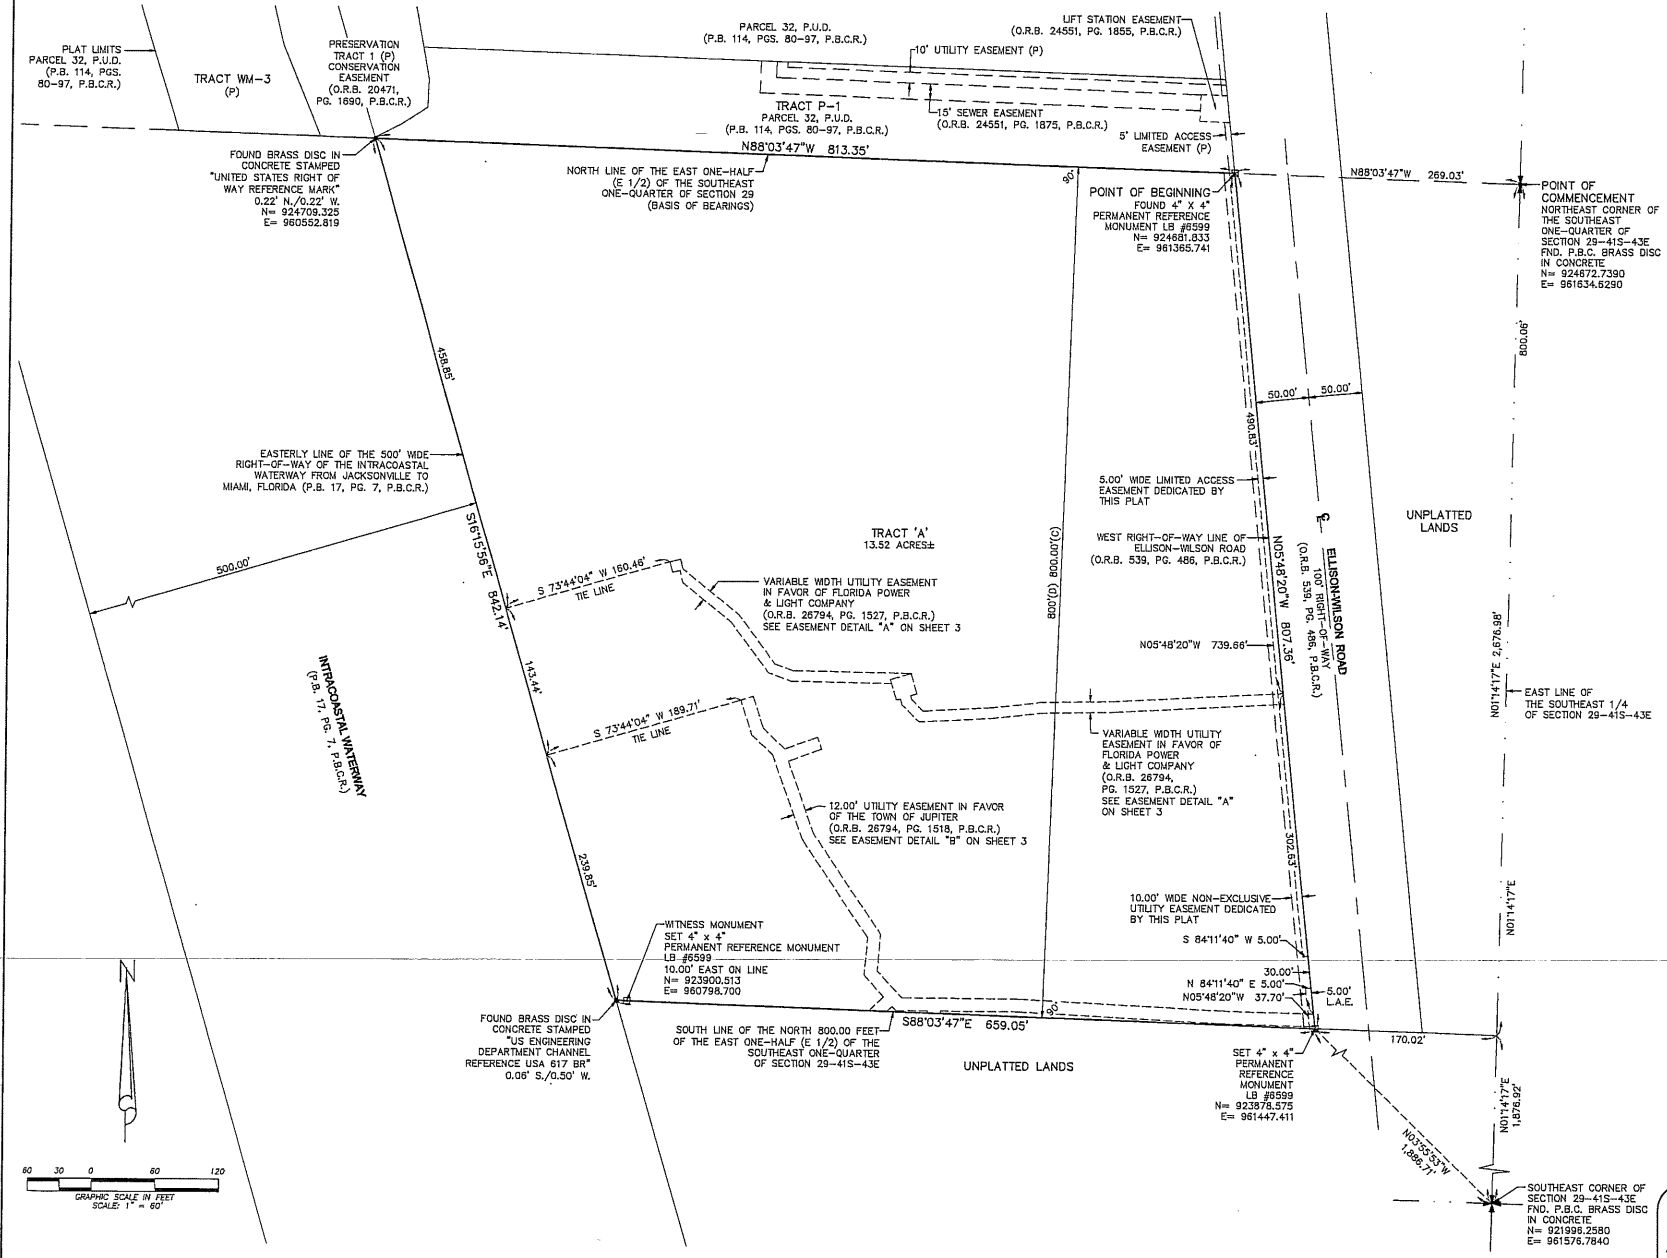 PLAT LIMITS
PARCEL 32, P.U.D.
(P.B. 114, PGS.
80-97, P.B.C.R.)
TRACT WM-3
(P)
PRESERVATION
TRACT 1 (P)
CONSERVATION
EASEMENT
(O.R.B. 20471,
PG. 1690, P.B.C.R.)
PARCEL 32, P.U.D.
(P.B. 114, PGS. 80-97, P.B.C.R.)
LIFT STATION EASEMENT
(O.R.B. 24551, PG. 1855, P.B.C.R.)
10' UTILITY EASEMENT (P)
TRACT P-1
PARCEL 32, P.U.D.
(P.B. 114, PGS. 80-97, P.B.C.R.)
15' SEWER EASEMENT
(O.R.B. 24551, PG. 1875, P.B.C.R.)
5' LIMITED ACCESS
EASEMENT (P)
N88°03'47"W 813.35'
N88°03'47"W 269.03'
FOUND BRASS DISC IN
CONCRETE STAMPED
"UNITED STATES RIGHT OF
WAY REFERENCE MARK"
0.22' N./0.22' W.
N= 924709.325
E= 960552.819
NORTH LINE OF THE EAST ONE-HALF
(E 1/2) OF THE SOUTHEAST
ONE-QUARTER OF SECTION 29
(BASIS OF BEARINGS)
90°
POINT OF BEGINNING
FOUND 4" X 4"
PERMANENT REFERENCE
MONUMENT LB #6599
N= 924681.833
E= 961365.741
POINT OF
COMMENCEMENT
NORTHEAST CORNER OF
THE SOUTHEAST
ONE-QUARTER OF
SECTION 29-41S-43E
FND. P.B.C. BRASS DISC
IN CONCRETE
N= 924672.7390
E= 961634.6290
800.06'
458.85'
50.00'
50.00'
490.83'
EASTERLY LINE OF THE 500' WIDE
RIGHT-OF-WAY OF THE INTRACOASTAL
WATERWAY FROM JACKSONVILLE TO
MIAMI, FLORIDA (P.B. 17, PG. 7, P.B.C.R.)
5.00' WIDE LIMITED ACCESS
EASEMENT DEDICATED BY
THIS PLAT
UNPLATTED
LANDS
TRACT 'A'
13.52 ACRES±
WEST RIGHT-OF-WAY LINE OF
ELLISON-WILSON ROAD
(O.R.B. 539, PG. 486, P.B.C.R.)
500.00'
S16°15'56"E 842.14'
S 73°44'04" W 160.46'
TIE LINE
VARIABLE WIDTH UTILITY EASEMENT
IN FAVOR OF FLORIDA POWER
& LIGHT COMPANY
(O.R.B. 26794, PG. 1527, P.B.C.R.)
SEE EASEMENT DETAIL "A" ON SHEET 3
800'(D) 800.00'(C)
N05°48'20"W 807.36'
ELLISON-WILSON ROAD
100' RIGHT-OF-WAY
(O.R.B. 539, PG. 486, P.B.C.R.)
N05°48'20"W 739.66'
N01°14'17"E 2,676.98'
EAST LINE OF
THE SOUTHEAST 1/4
OF SECTION 29-41S-43E
143.44'
S 73°44'04" W 189.71'
TIE LINE
INTRACOASTAL WATERWAY
(P.B. 17, PG. 7, P.B.C.R.)
VARIABLE WIDTH UTILITY
EASEMENT IN FAVOR OF
FLORIDA POWER
& LIGHT COMPANY
(O.R.B. 26794,
PG. 1527, P.B.C.R.)
SEE EASEMENT DETAIL "A"
ON SHEET 3
12.00' UTILITY EASEMENT IN FAVOR
OF THE TOWN OF JUPITER
(O.R.B. 26794, PG. 1518, P.B.C.R.)
SEE EASEMENT DETAIL "B" ON SHEET 3
302.53'
239.85'
10.00' WIDE NON-EXCLUSIVE
UTILITY EASEMENT DEDICATED
BY THIS PLAT
N01°14'17"E
WITNESS MONUMENT
SET 4" x 4"
PERMANENT REFERENCE MONUMENT
LB #6599
10.00' EAST ON LINE
N= 923900.513
E= 960798.700
S 84°11'40" W 5.00'
30.00'
N 84°11'40" E 5.00'
N05°48'20"W 37.70'
5.00'
L.A.E.
N
90°
S88°03'47"E 659.05'
170.02'
FOUND BRASS DISC IN
CONCRETE STAMPED
"US ENGINEERING
DEPARTMENT CHANNEL
REFERENCE USA 617 BR"
0.06' S./0.50' W.
SOUTH LINE OF THE NORTH 800.00 FEET
OF THE EAST ONE-HALF (E 1/2) OF THE
SOUTHEAST ONE-QUARTER
OF SECTION 29-41S-43E
UNPLATTED LANDS
SET 4" x 4"
PERMANENT
REFERENCE
MONUMENT
LB #6599
N= 923878.575
E= 961447.411
N01°14'17"E
1,876.92'
N03°55'53"W
1,886.71'
60 30 0 60 120
GRAPHIC SCALE IN FEET
SCALE: 1" = 60'
SOUTHEAST CORNER OF
SECTION 29-41S-43E
FND. P.B.C. BRASS DISC
IN CONCRETE
N= 921996.2580
E= 961576.7840